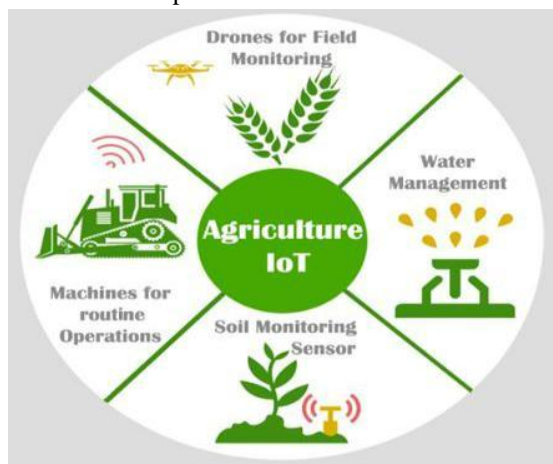 Drones for Field
Monitoring
Water
Management
Agriculture
IoT
Machines for
routine
Operations
Soil Monitoring
Sensor